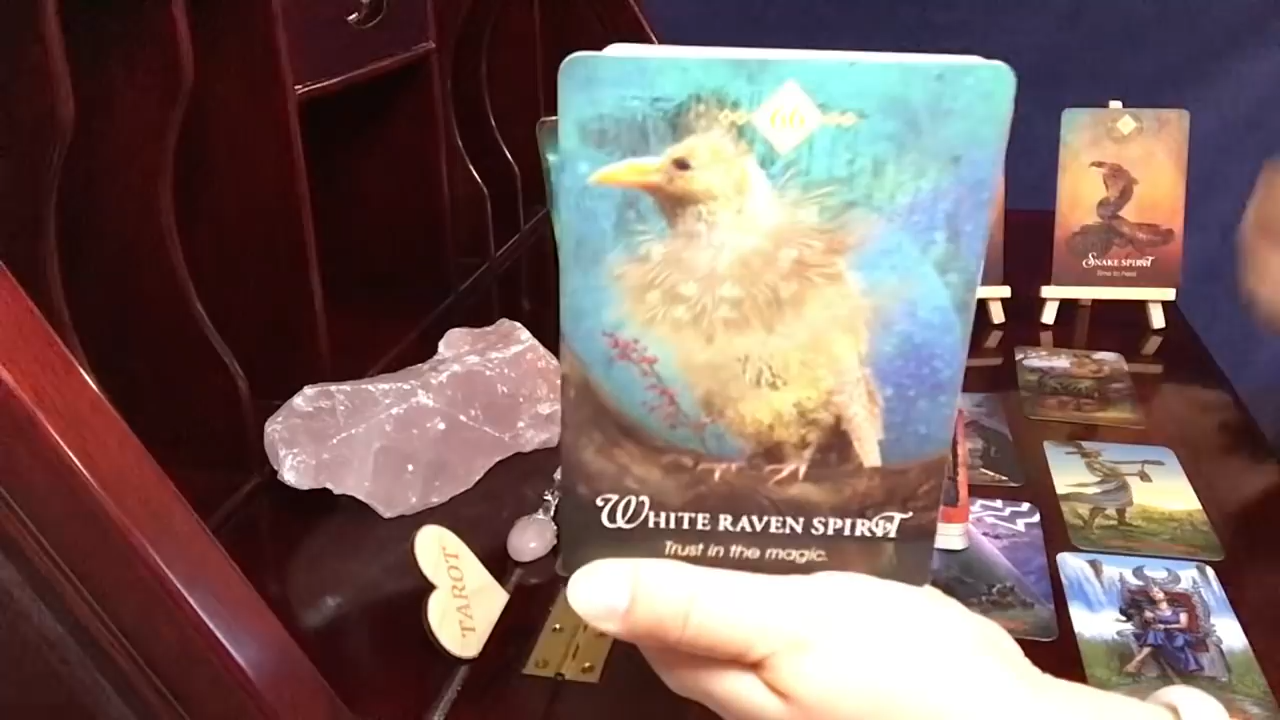 66
WHITE RAVEN SPIRIT
Trust in the magic.
SNAKE SPIRIT
Time to heal
TAROT